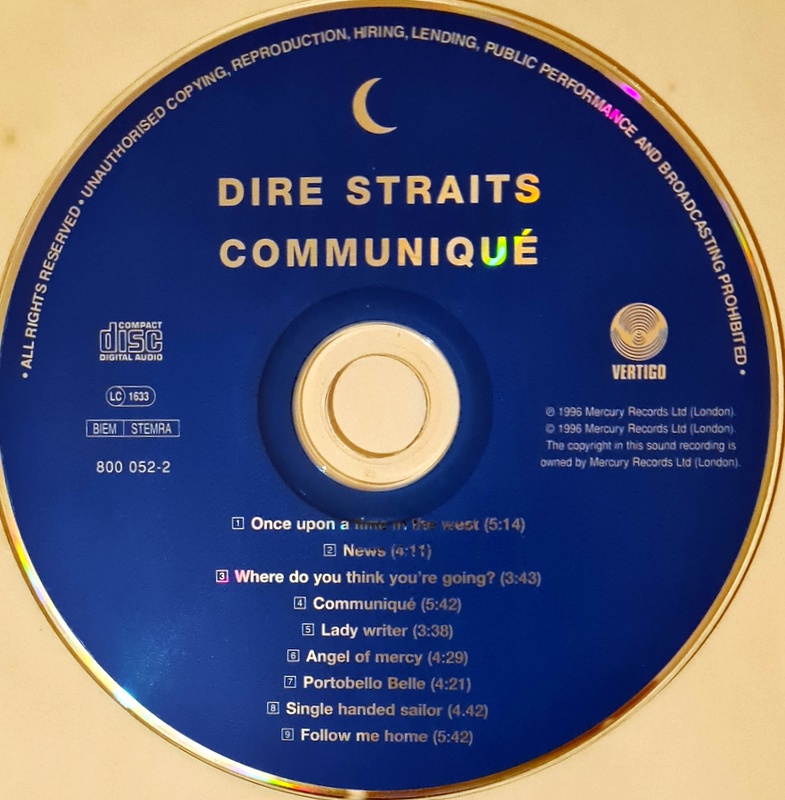 • ALL RIGHTS RESERVED • UNAUTHORISED COPYING, REPRODUCTION, HIRING, LENDING, PUBLIC PERFORMANCE AND BROADCASTING PROHIBITED •
DIRE STRAITS
COMMUNIQUÉ
COMPACT
disc
DIGITAL AUDIO
VERTIGO
LC 1633
BIEM STEMRA
800 052-2
℗ 1996 Mercury Records Ltd (London).
© 1996 Mercury Records Ltd (London).
The copyright in this sound recording is
owned by Mercury Records Ltd (London).
1 Once upon a time in the west (5:14)
2 News (4:11)
3 Where do you think you're going? (3:43)
4 Communiqué (5:42)
5 Lady writer (3:38)
6 Angel of mercy (4:29)
7 Portobello Belle (4:21)
8 Single handed sailor (4.42)
9 Follow me home (5:42)